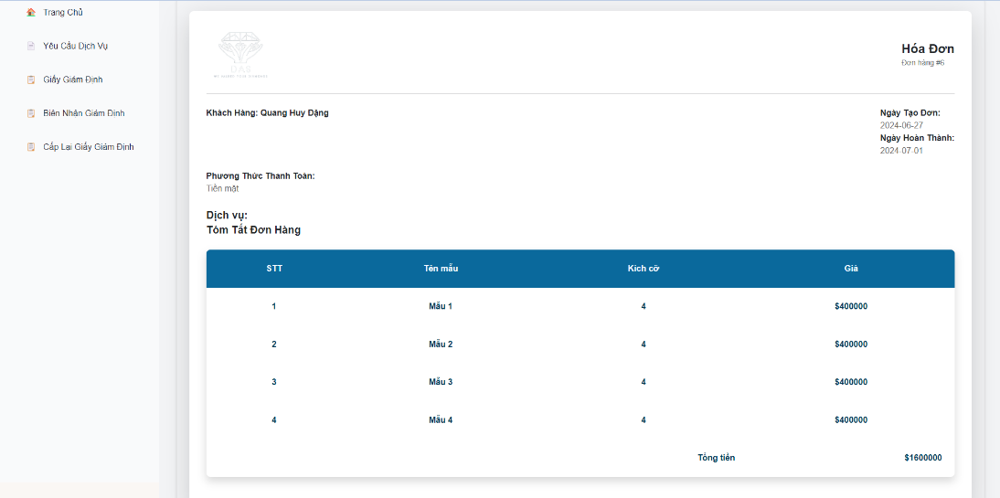 Trang Chủ
Yêu Cầu Dịch Vụ
Giấy Giám Định
Biên Nhận Giám Định
Cấp Lại Giấy Giám Định
Hóa Đơn
Đơn hàng #6
Khách Hàng: Quang Huy Dặng
Ngày Tạo Đơn:
2024-06-27
Ngày Hoàn Thành:
2024-07-01
Phương Thức Thanh Toàn:
Tiền mặt
Dịch vụ:
Tóm Tắt Đơn Hàng
STT Tên mẫu Kích cỡ Giá
1 Mẫu 1 4 $400000
2 Mẫu 2 4 $400000
3 Mẫu 3 4 $400000
4 Mẫu 4 4 $400000
Tổng tiền $1600000